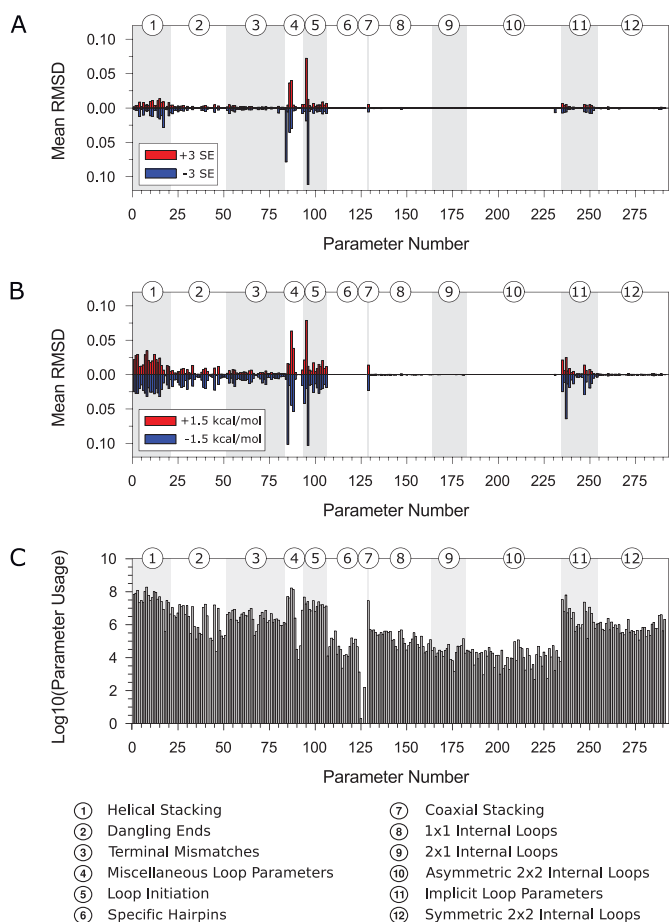 A
1 2 3 4 5 6 7 8 9 10 11 12
Mean RMSD
0.10
0.05
0.00
0.05
0.10
+3 SE
-3 SE
0 25 50 75 100 125 150 175 200 225 250 275
Parameter Number
B
1 2 3 4 5 6 7 8 9 10 11 12
Mean RMSD
0.10
0.05
0.00
0.05
0.10
+1.5 kcal/mol
-1.5 kcal/mol
0 25 50 75 100 125 150 175 200 225 250 275
Parameter Number
C
1 2 3 4 5 6 7 8 9 10 11 12
Log10(Parameter Usage)
10
8
6
4
2
0
0 25 50 75 100 125 150 175 200 225 250 275
Parameter Number
1 Helical Stacking
2 Dangling Ends
3 Terminal Mismatches
4 Miscellaneous Loop Parameters
5 Loop Initiation
6 Specific Hairpins
7 Coaxial Stacking
8 1x1 Internal Loops
9 2x1 Internal Loops
10 Asymmetric 2x2 Internal Loops
11 Implicit Loop Parameters
12 Symmetric 2x2 Internal Loops